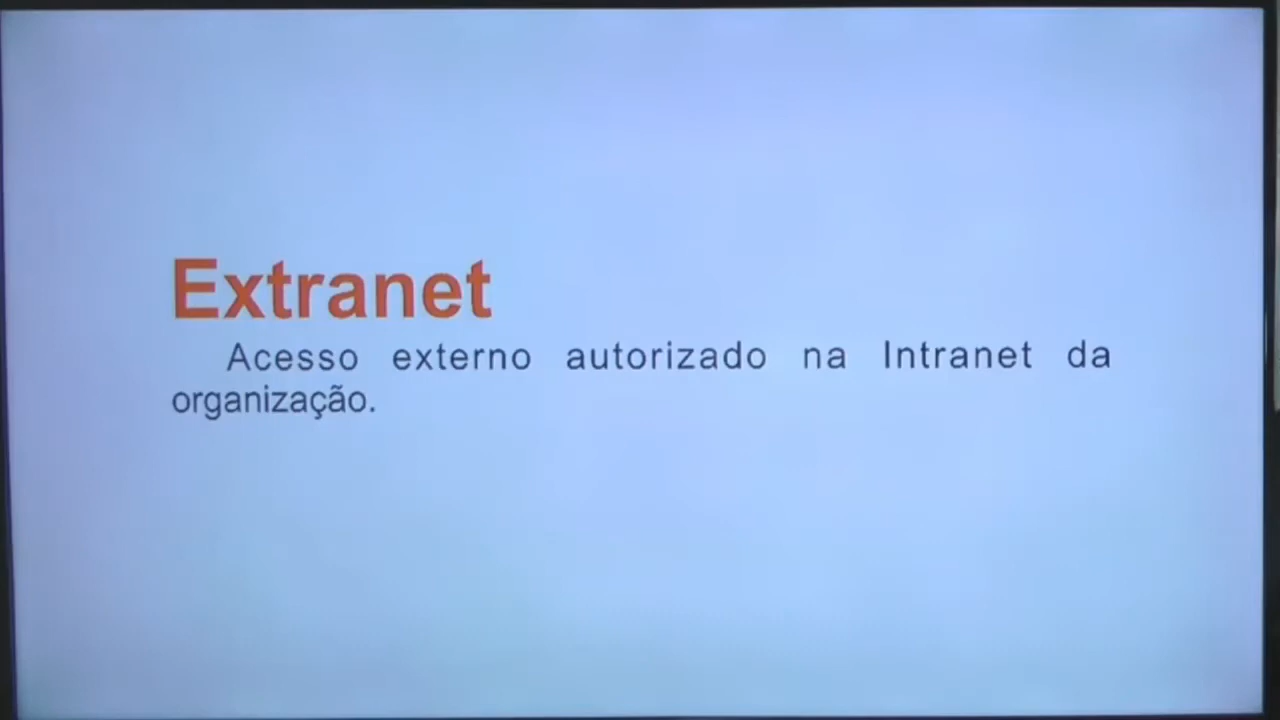 Extranet
Acesso externo autorizado na Intranet da
organização.